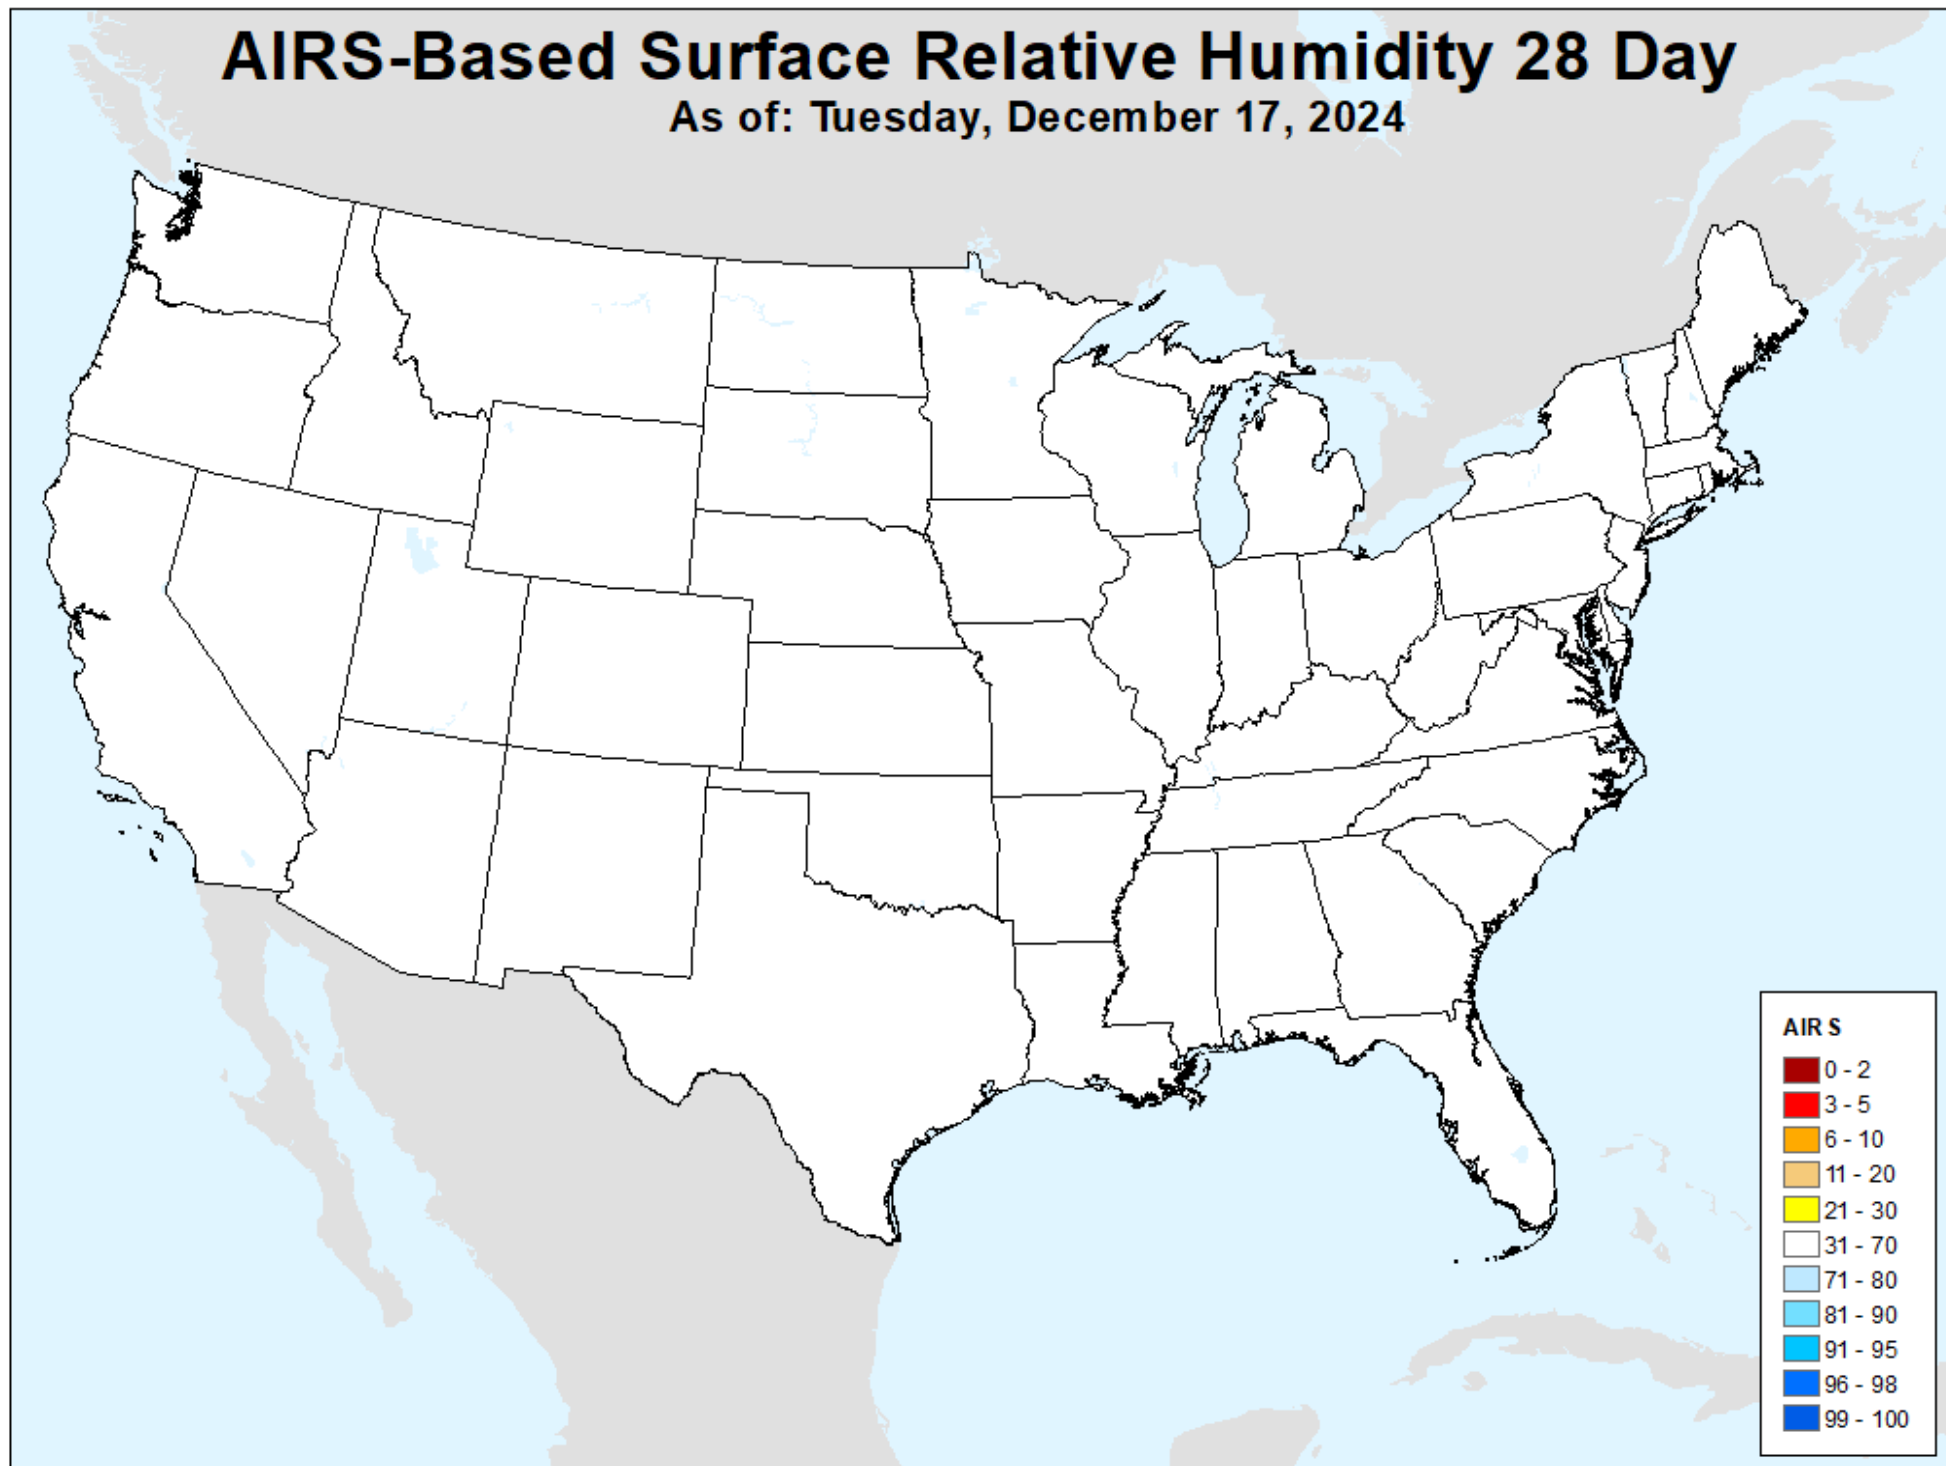 AIRS-Based Surface Relative Humidity 28 Day
As of: Tuesday, December 17, 2024
AIRS
0 - 2
3 - 5
6 - 10
11 - 20
21 - 30
31 - 70
71 - 80
81 - 90
91 - 95
96 - 98
99 - 100